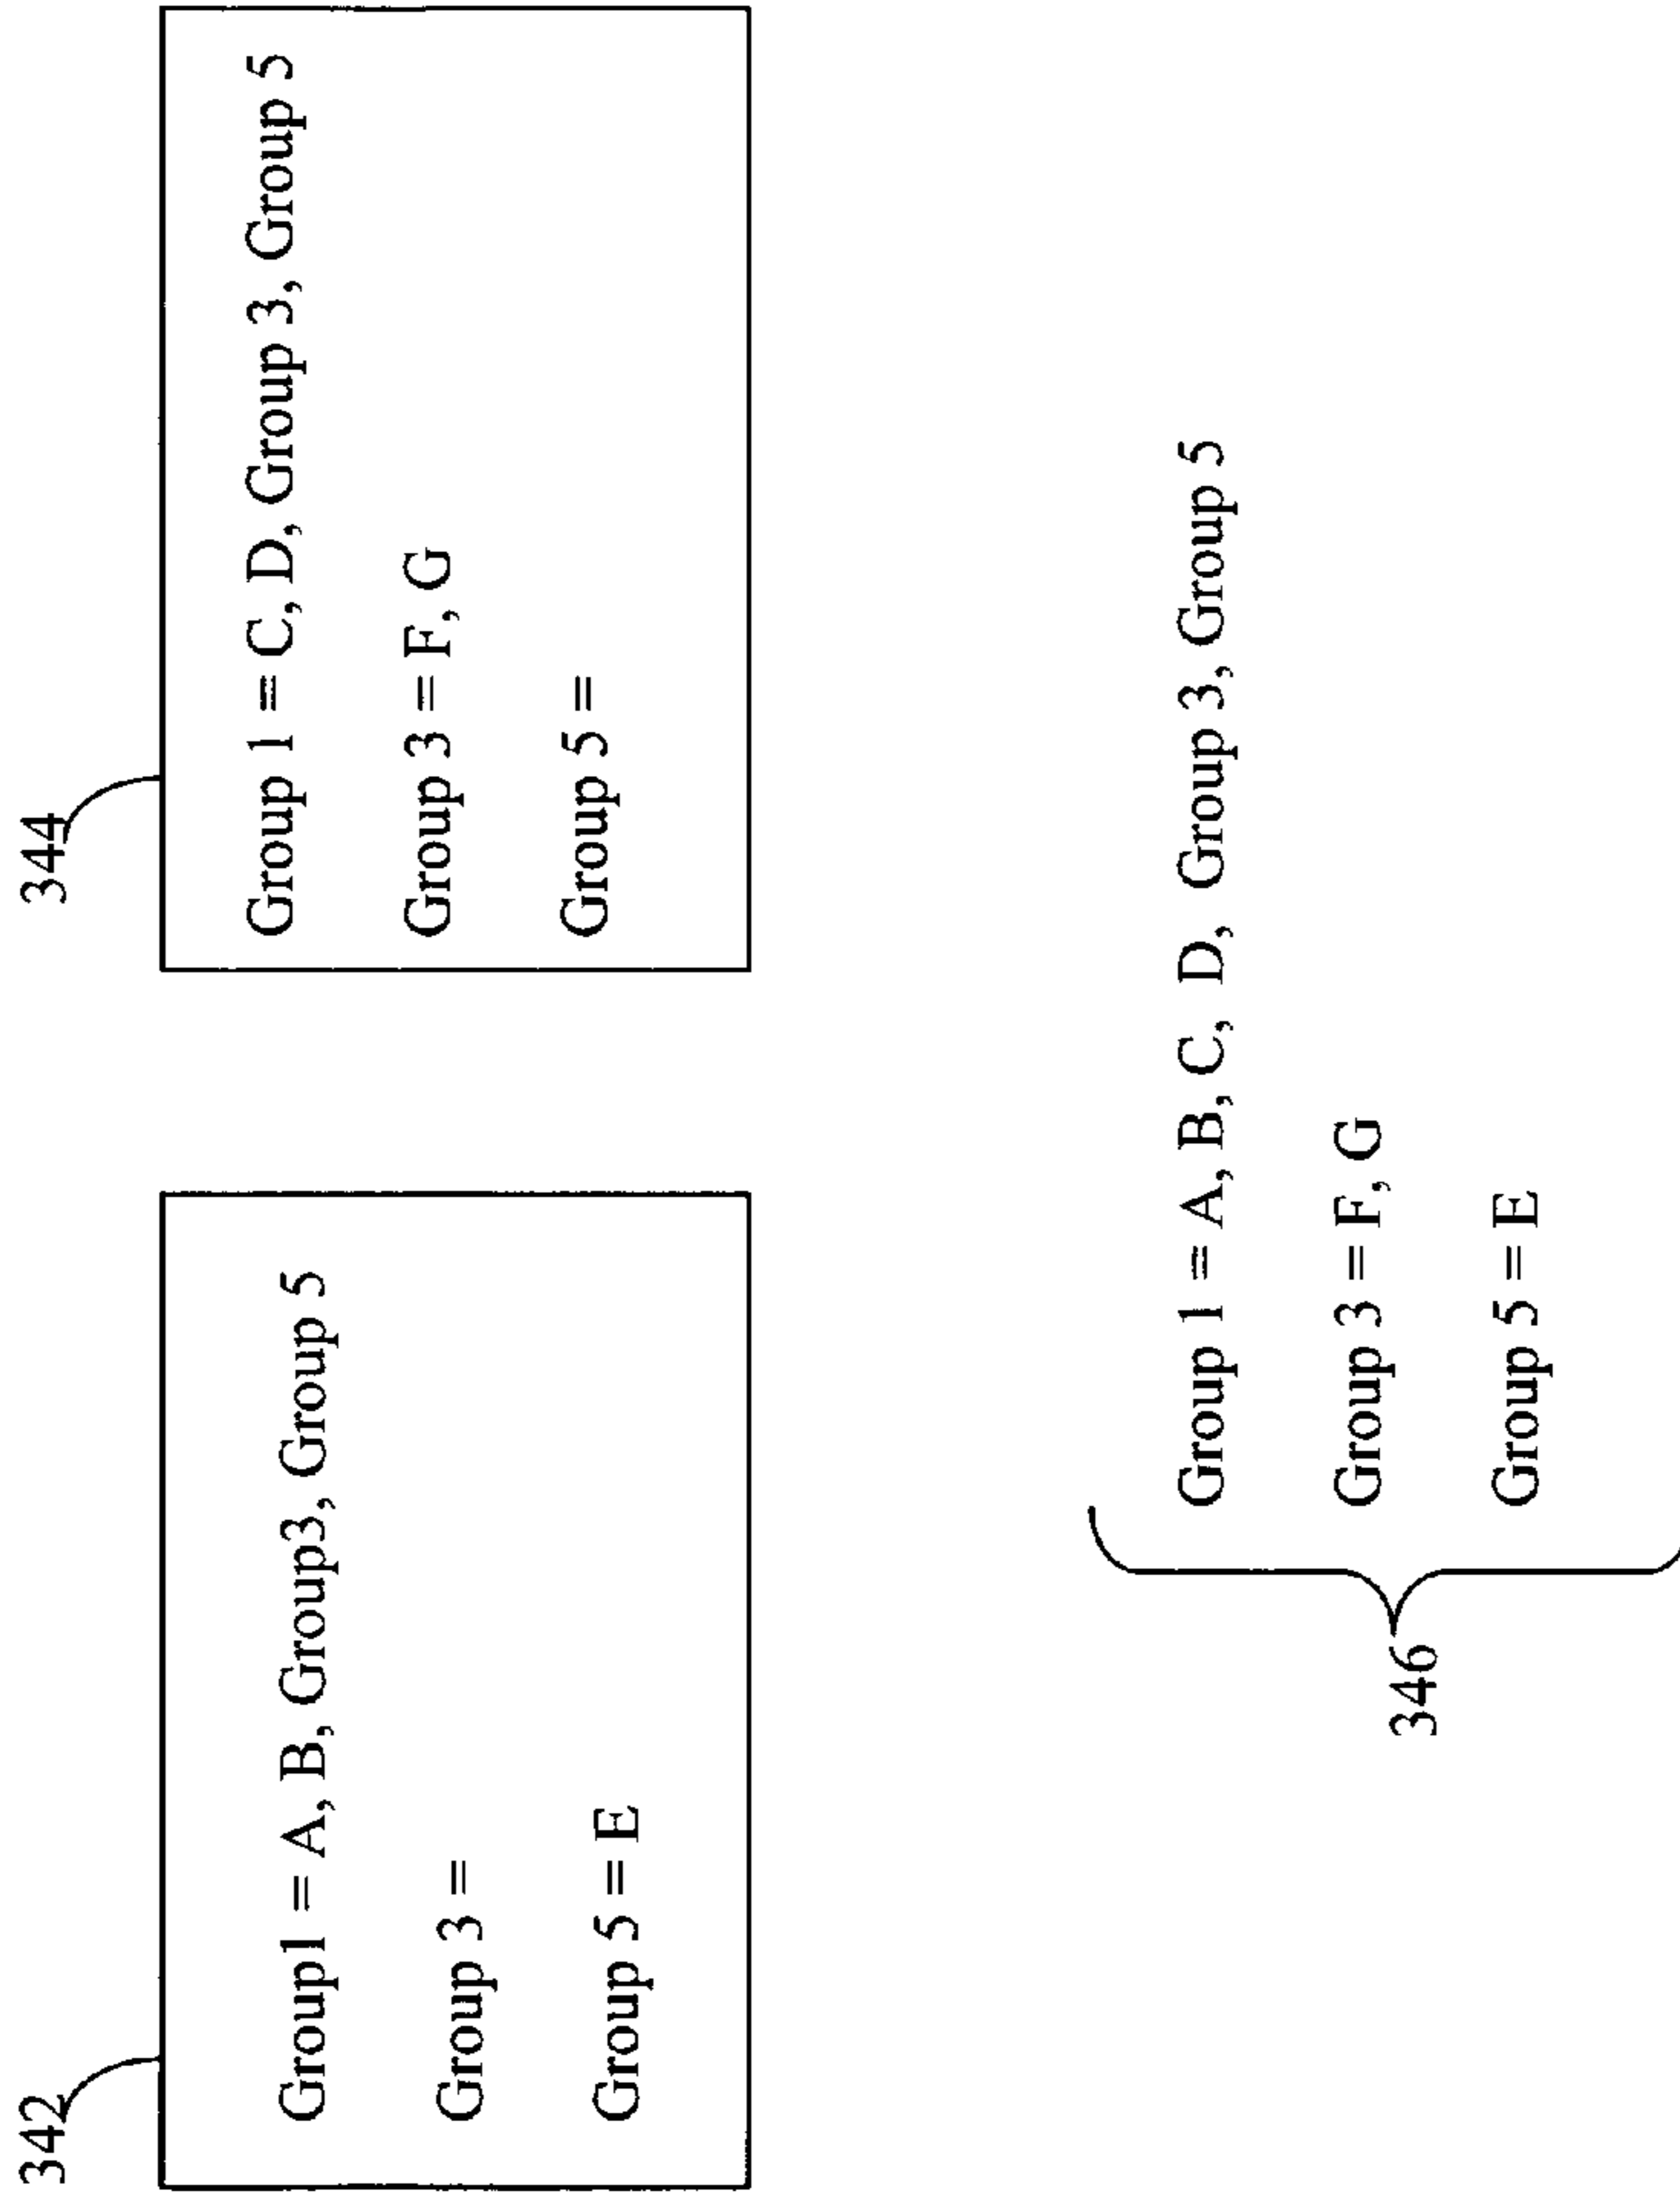 342
Group1 = A, B, Group3, Group 5
Group 3 =
Group 5 = E
344
Group 1 = C, D, Group 3, Group 5
Group 3 = F, G
Group 5 =
346
Group 1 = A, B, C, D, Group 3, Group 5
Group 3 = F, G
Group 5 = E